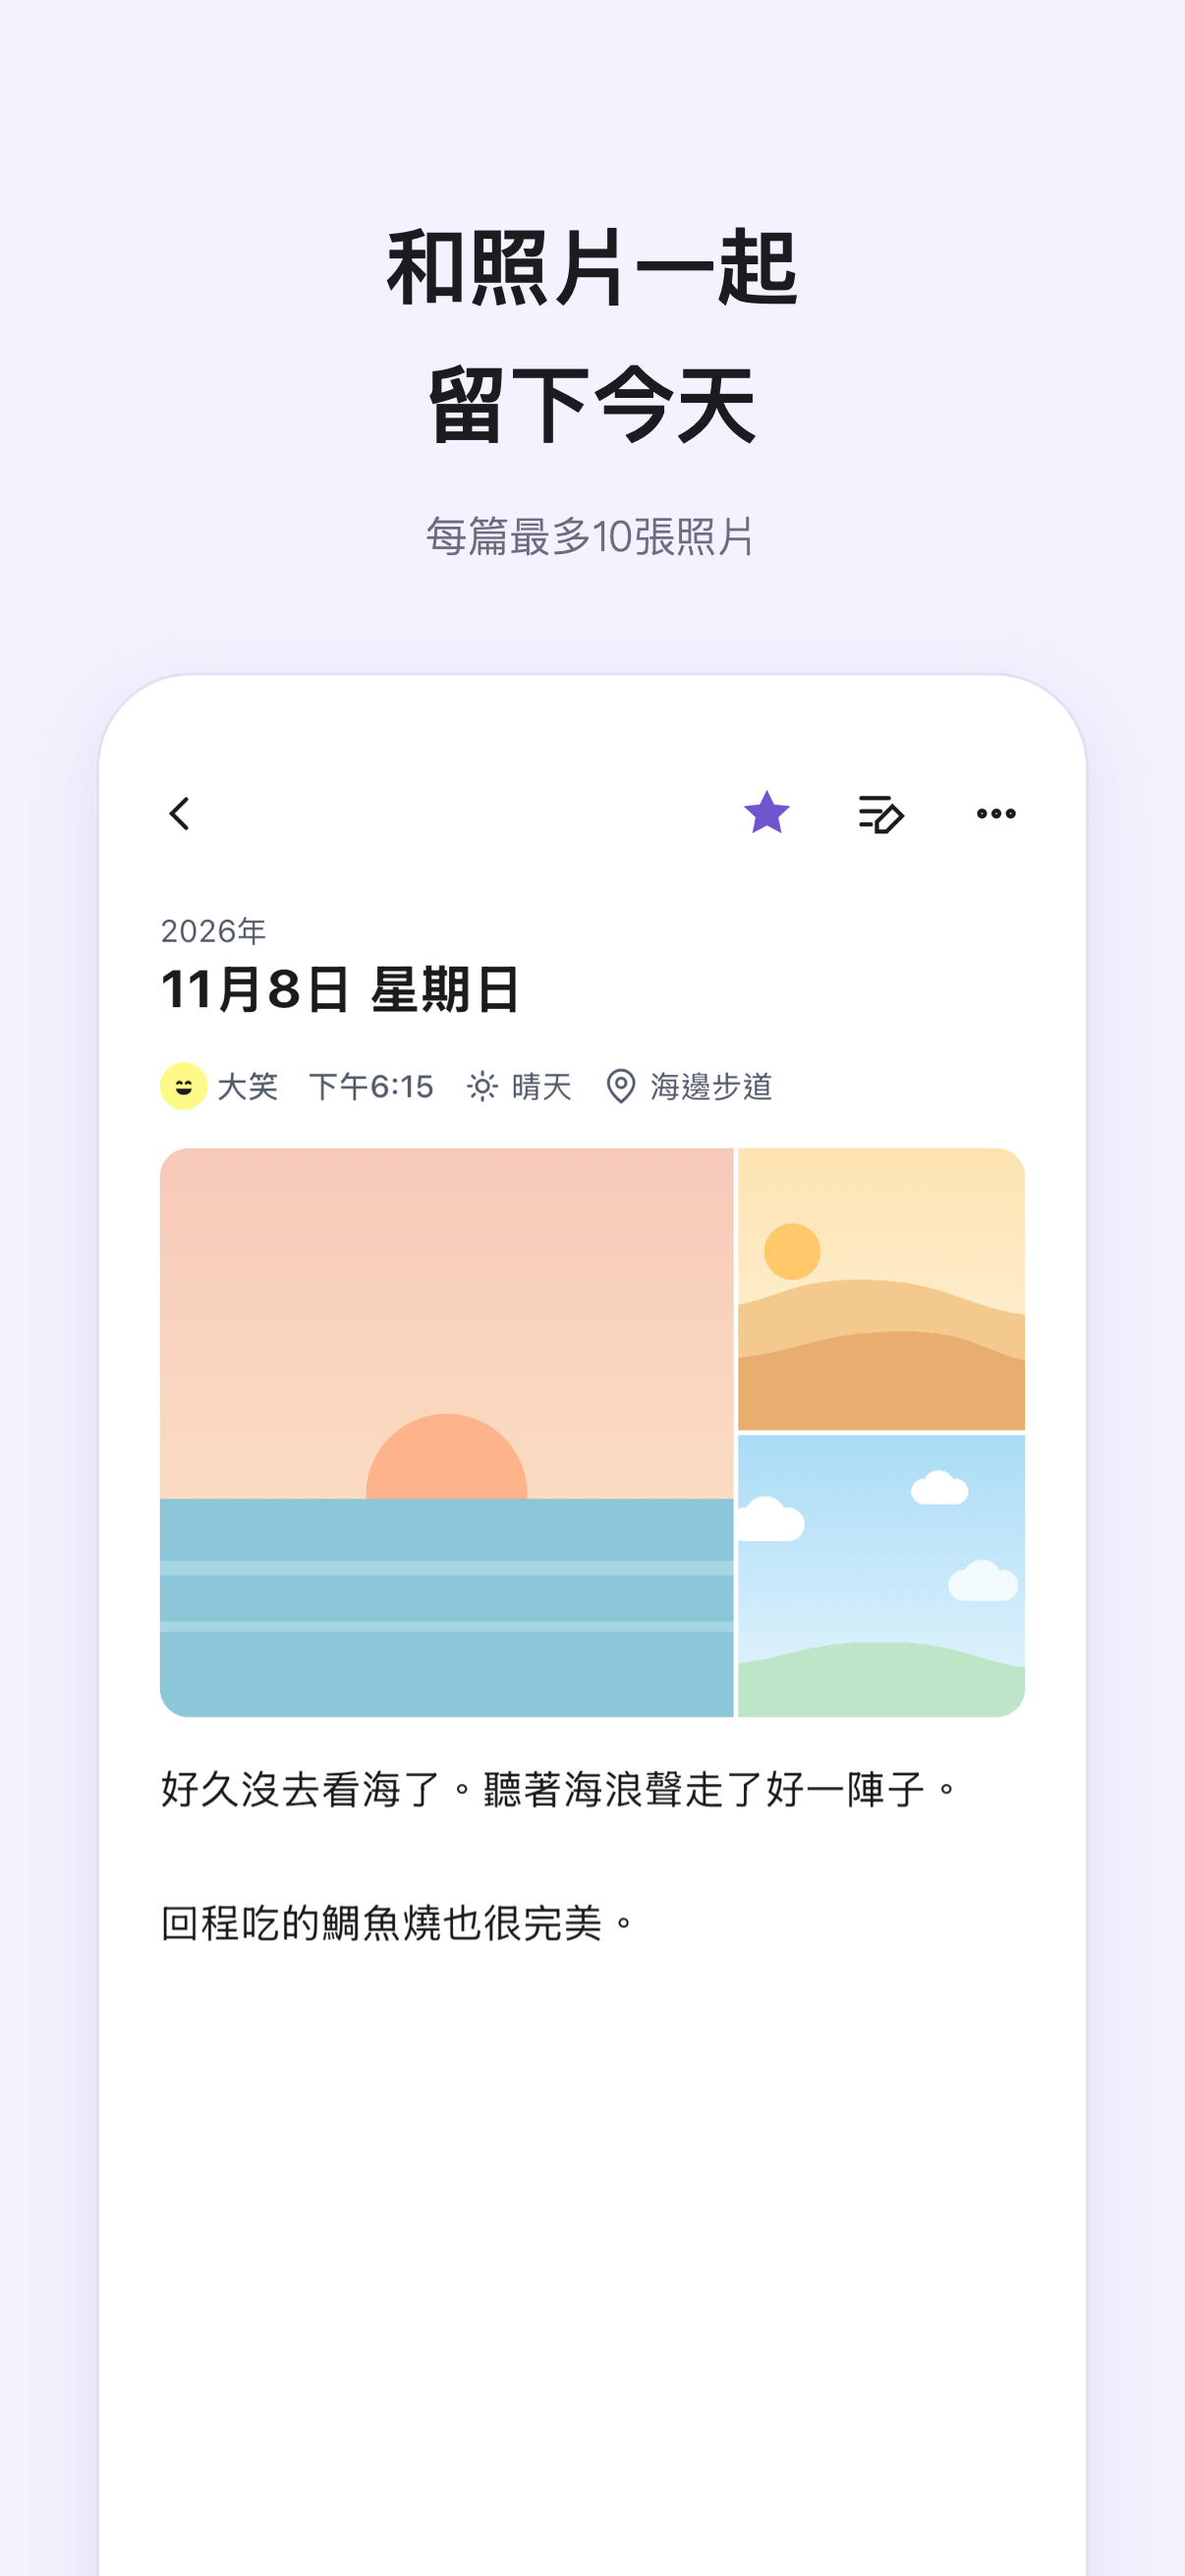 和照片一起
留下今天
每篇最多10張照片
2026年
11月8日 星期日
大笑 下午6:15 晴天 海邊步道
好久沒去看海了。聽著海浪聲走了好一陣子。
回程吃的鯛魚燒也很完美。